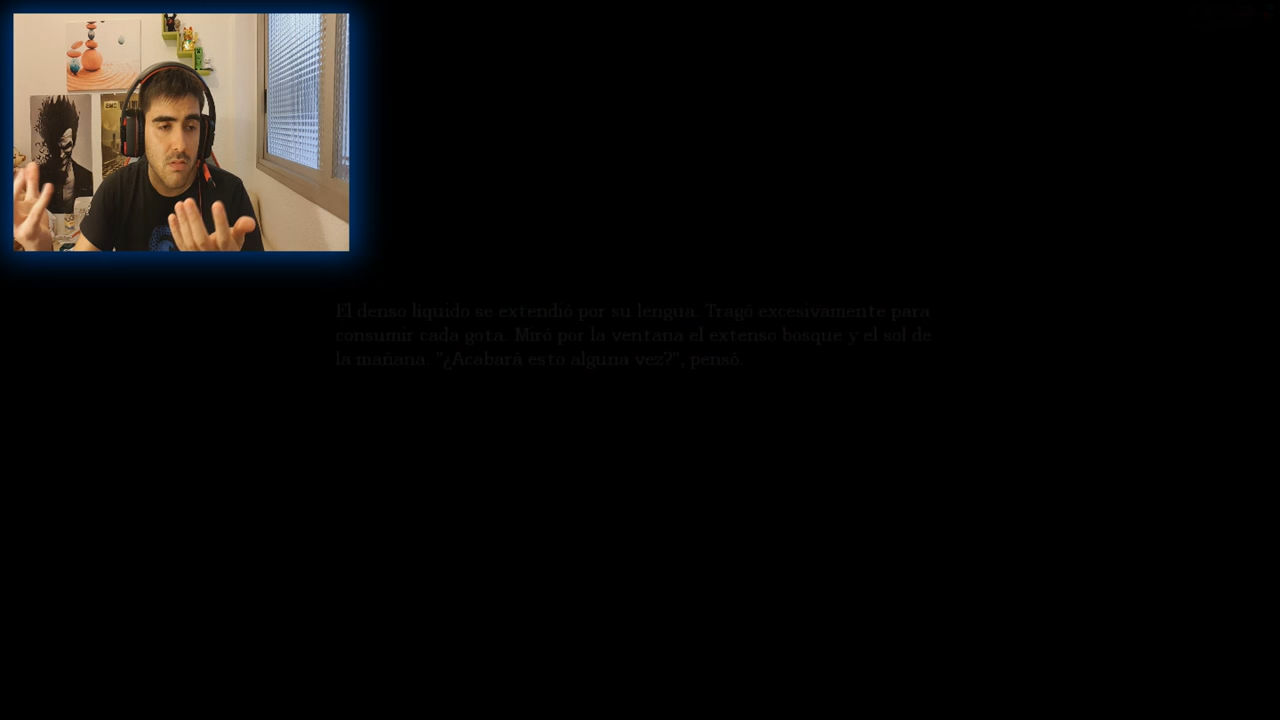 El denso líquido se extendió por su lengua. Tragó excesivamente para
consumir cada gota. Miró por la ventana el extenso bosque y el sol de
la mañana. "¿Acabará esto alguna vez?", pensó.